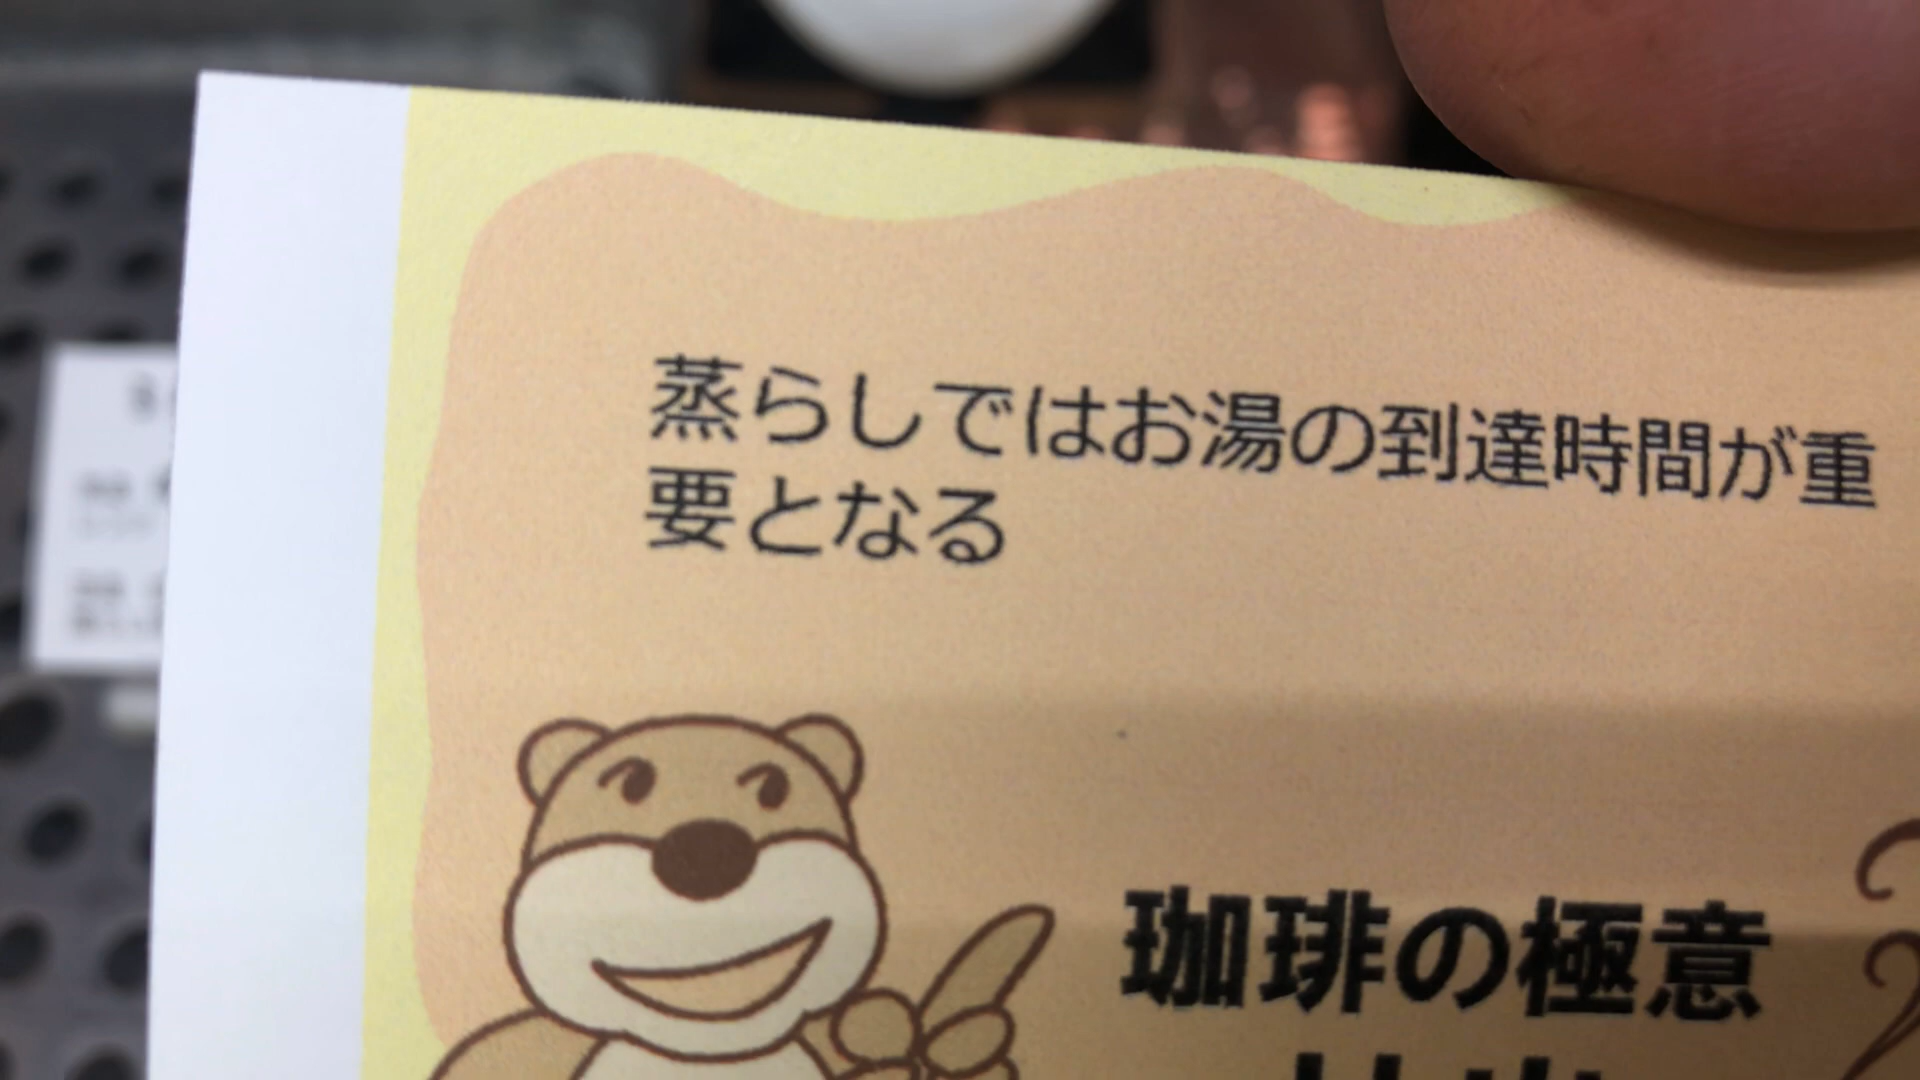 蒸らしではお湯の到達時間が重
要となる
珈琲の極意